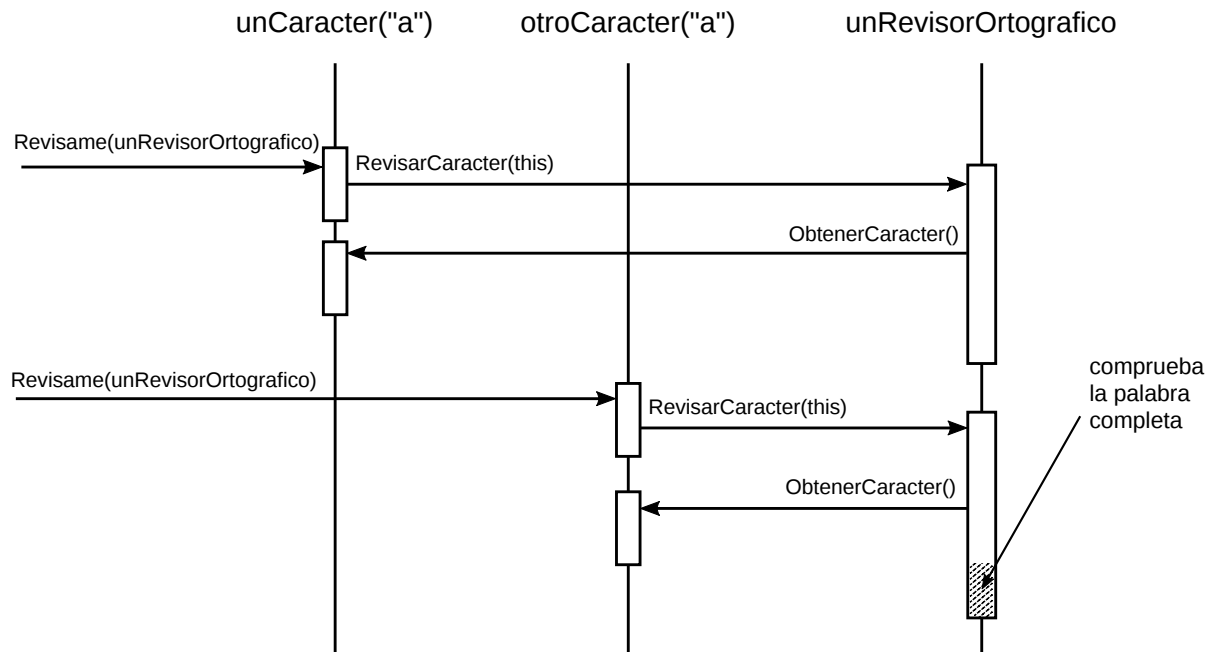 unCaracter("a")
otroCaracter("a")
unRevisorOrtografico
Revisame(unRevisorOrtografico)
RevisarCaracter(this)
ObtenerCaracter()
Revisame(unRevisorOrtografico)
RevisarCaracter(this)
ObtenerCaracter()
comprueba
la palabra
completa